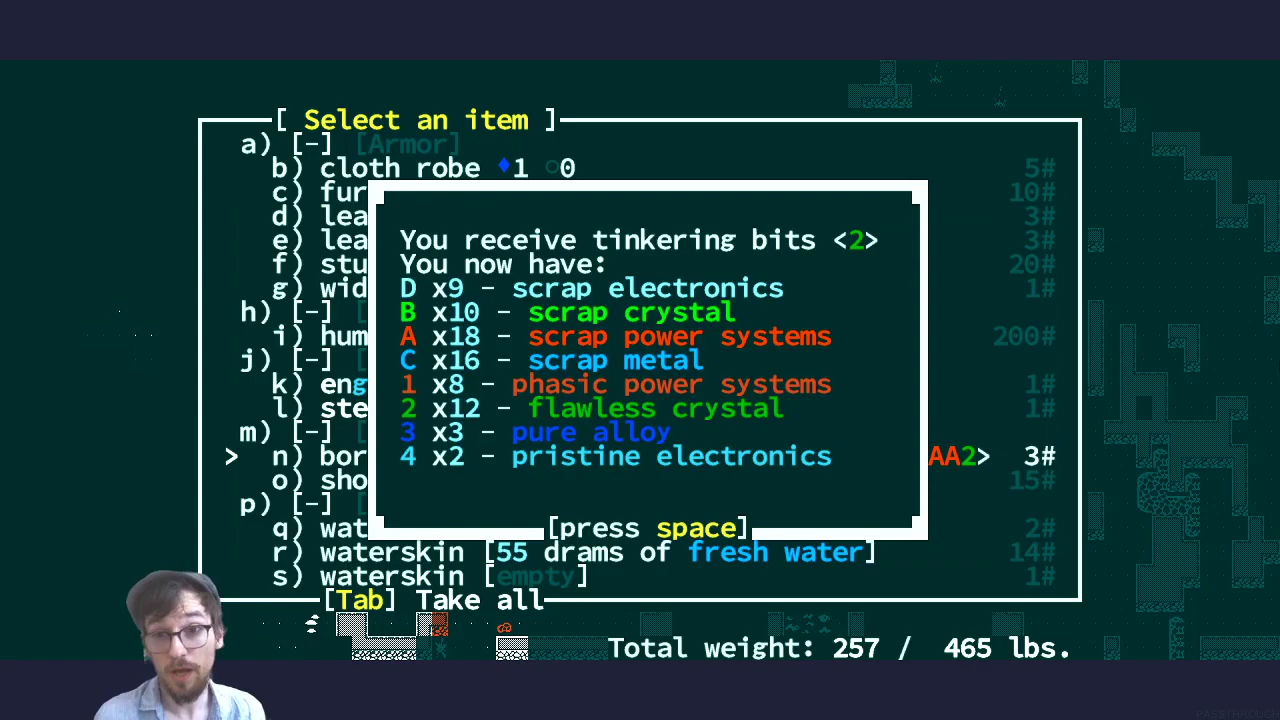 [ Select an item ]
a) [-] [Armor]
b) cloth robe ♦1 ○0 5#
c) fur 10#
d) lea 3#
You receive tinkering bits <2>
e) lea 3#
You now have:
f) stu 20#
D x9 - scrap electronics
g) wid 1#
B x10 - scrap crystal
h) [-]
A x18 - scrap power systems
i) hum 200#
C x16 - scrap metal
j) [-]
1 x8 - phasic power systems
k) eng 1#
2 x12 - flawless crystal
l) ste 1#
3 x3 - pure alloy
m) [-]
4 x2 - pristine electronics
> n) bor AA2> 3#
o) sho 15#
p) [-]
[press space]
q) wat 2#
r) waterskin [55 drams of fresh water] 14#
s) waterskin [empty] 1#
[Tab] Take all
Total weight: 257 / 465 lbs.